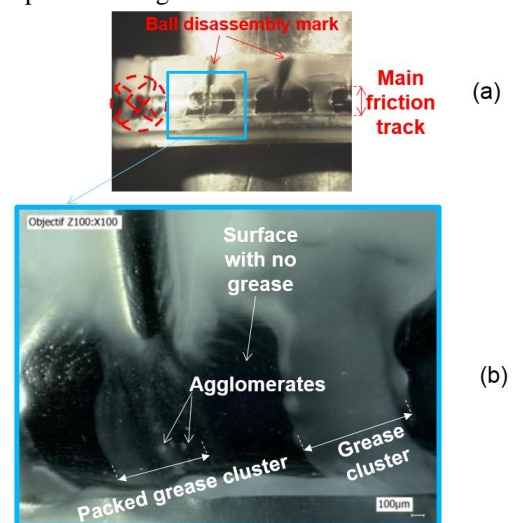 Ball disassembly mark
Main
friction
track
(a)
Objectif Z100:X100
Surface
with no
grease
Agglomerates
Packed grease cluster
Grease
cluster
(b)
100µm